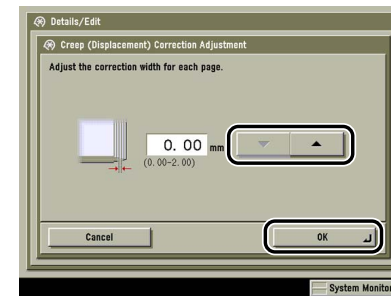 Details/Edit
Creep (Displacement) Correction Adjustment
Adjust the correction width for each page.
0. 00 mm
(0. 00-2. 00)
Cancel
OK
System Monitor